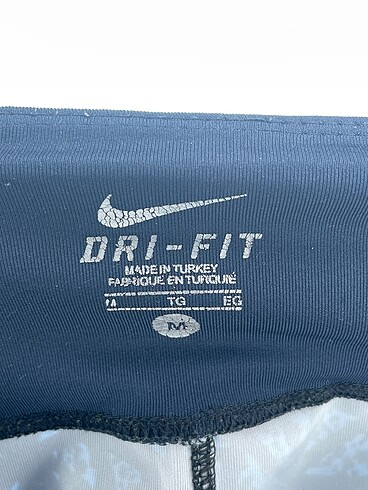 DRI-FIT
MADE IN TURKEY
FABRIQUE EN TURQUIE
M TG EG
M